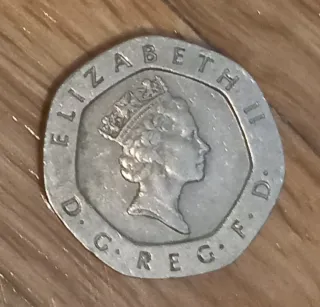 ELIZABETH II
D · G · REG · F · D ·